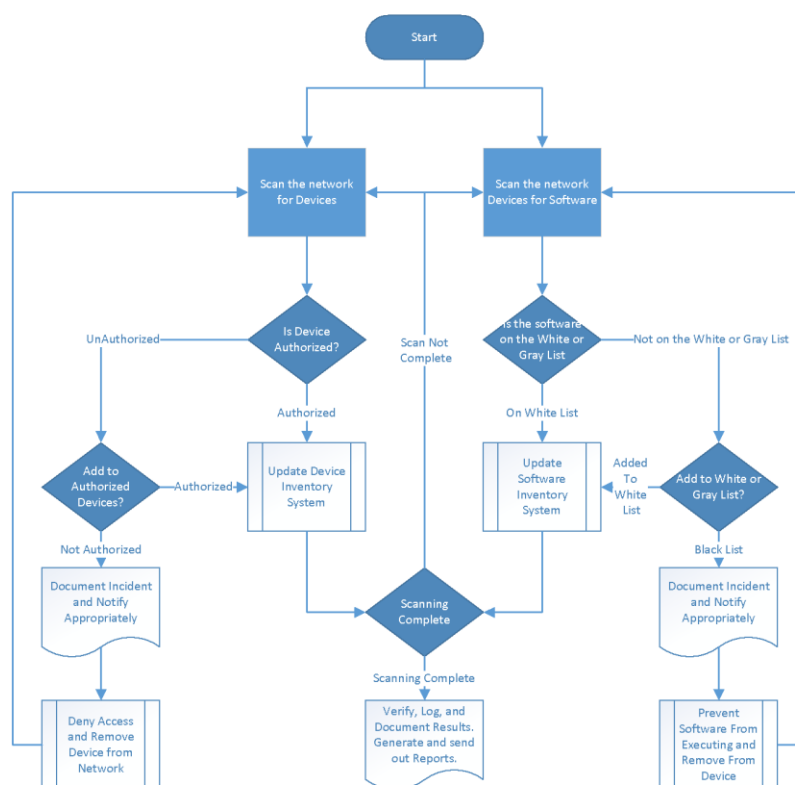 Start
Scan the network
for Devices
Scan the network
Devices for Software
Is Device
Authorized?
Is the software
on the White or
Gray List
UnAuthorized
Scan Not
Complete
Not on the White or Gray List
Authorized
On White List
Add to
Authorized
Devices?
Authorized
Update Device
Inventory
System
Update
Software
Inventory
System
Added
To
White
List
Add to White or
Gray List?
Not Authorized
Black List
Document Incident
and Notify
Appropriately
Scanning
Complete
Document Incident
and Notify
Appropriately
Scanning Complete
Deny Access
and Remove
Device from
Network
Verify, Log, and
Document Results.
Generate and send
out Reports.
Prevent
Software From
Executing and
Remove From
Device